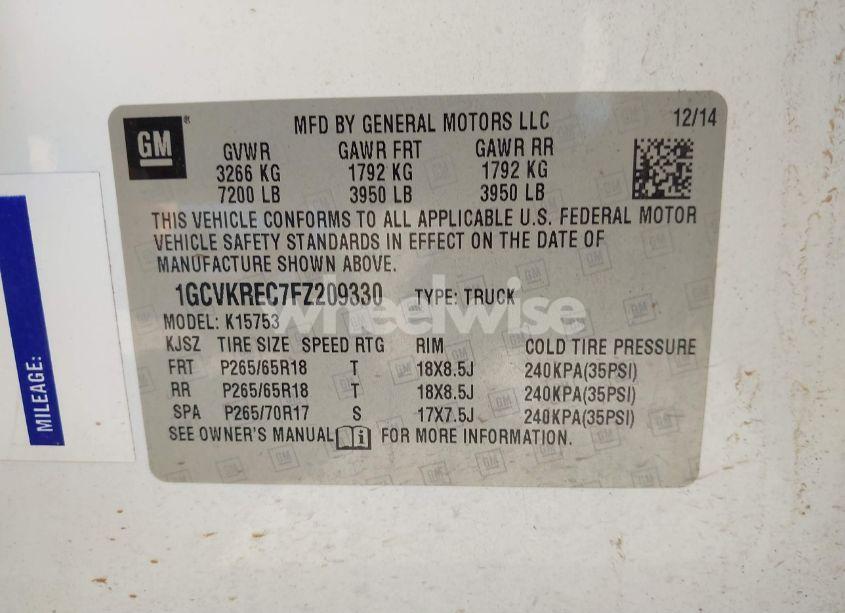 GM ®
MFD BY GENERAL MOTORS LLC 12/14
GVWR GAWR FRT GAWR RR
3266 KG 1792 KG 1792 KG
7200 LB 3950 LB 3950 LB
THIS VEHICLE CONFORMS TO ALL APPLICABLE U.S. FEDERAL MOTOR
VEHICLE SAFETY STANDARDS IN EFFECT ON THE DATE OF
MANUFACTURE SHOWN ABOVE.
1GCVKREC7FZ209330 TYPE: TRUCK
wheelwise
MODEL: K15753
KJSZ TIRE SIZE SPEED RTG RIM COLD TIRE PRESSURE
FRT P265/65R18 T 18X8.5J 240KPA(35PSI)
RR P265/65R18 T 18X8.5J 240KPA(35PSI)
SPA P265/70R17 S 17X7.5J 240KPA(35PSI)
SEE OWNER'S MANUAL FOR MORE INFORMATION.
MILEAGE: